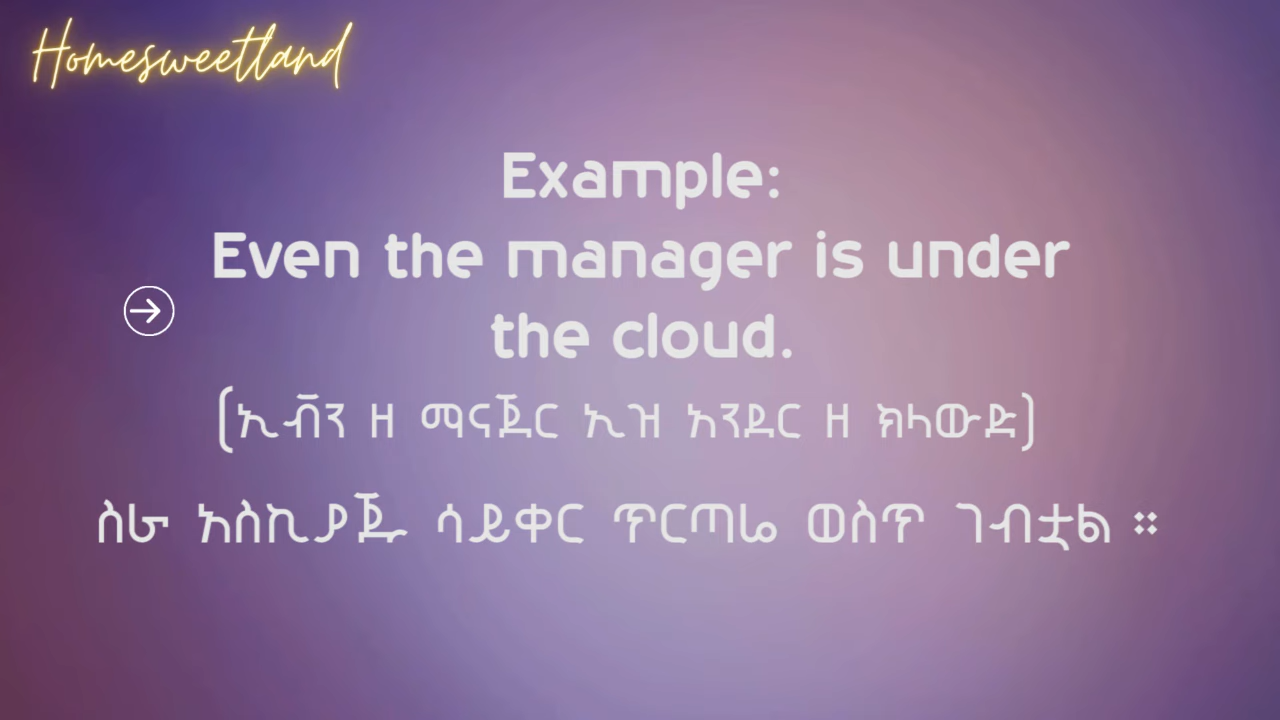 Homesweetland
Example:
Even the manager is under
the cloud.
(ኢቭን ዘ ማናጀር ኢዝ አንደር ዘ ክላውድ)
ስራ አስኪያጁ ሳይቀር ጥርጣሬ ወስጥ ገብቷል ።